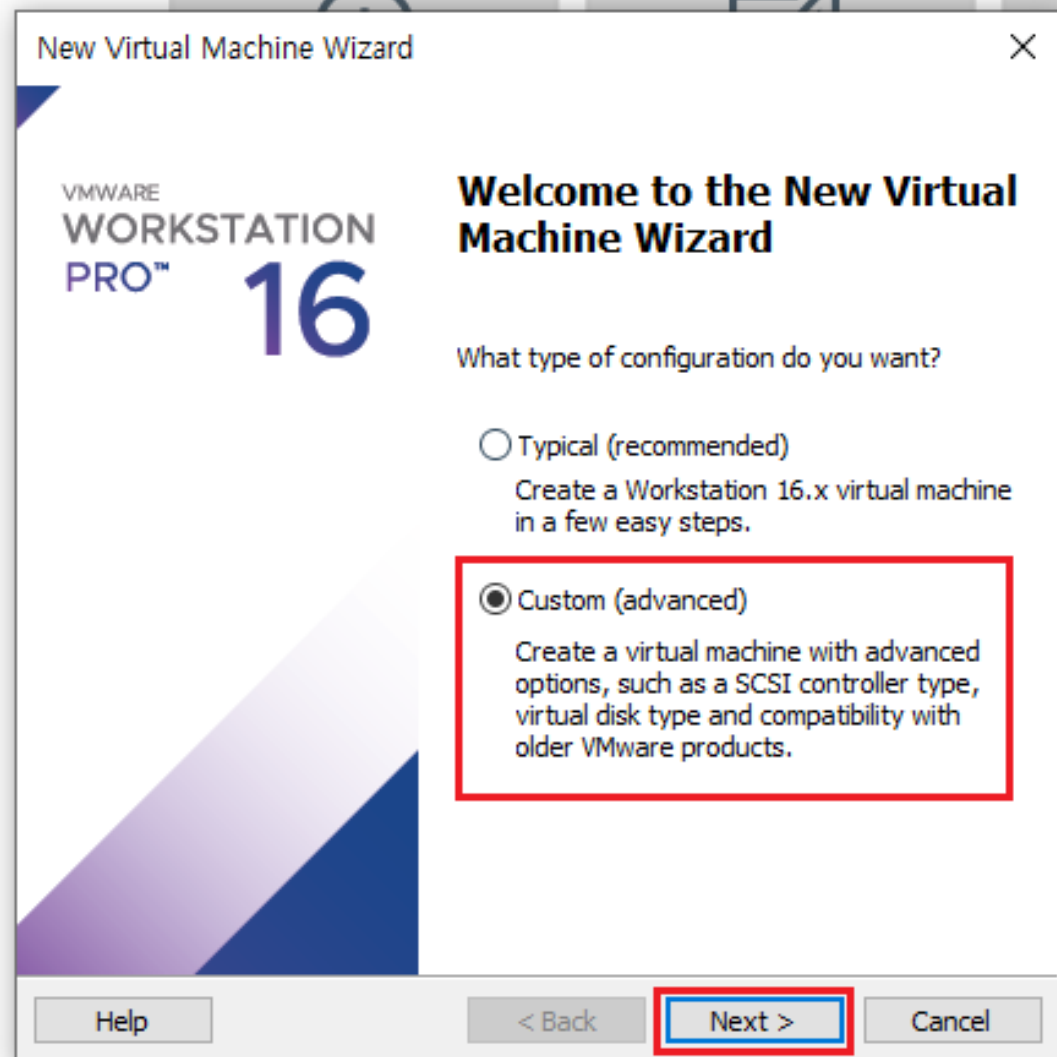 New Virtual Machine Wizard
VMWARE
WORKSTATION
PRO™ 16
Welcome to the New Virtual
Machine Wizard
What type of configuration do you want?
Typical (recommended)
Create a Workstation 16.x virtual machine
in a few easy steps.
Custom (advanced)
Create a virtual machine with advanced
options, such as a SCSI controller type,
virtual disk type and compatibility with
older VMware products.
Help < Back Next > Cancel